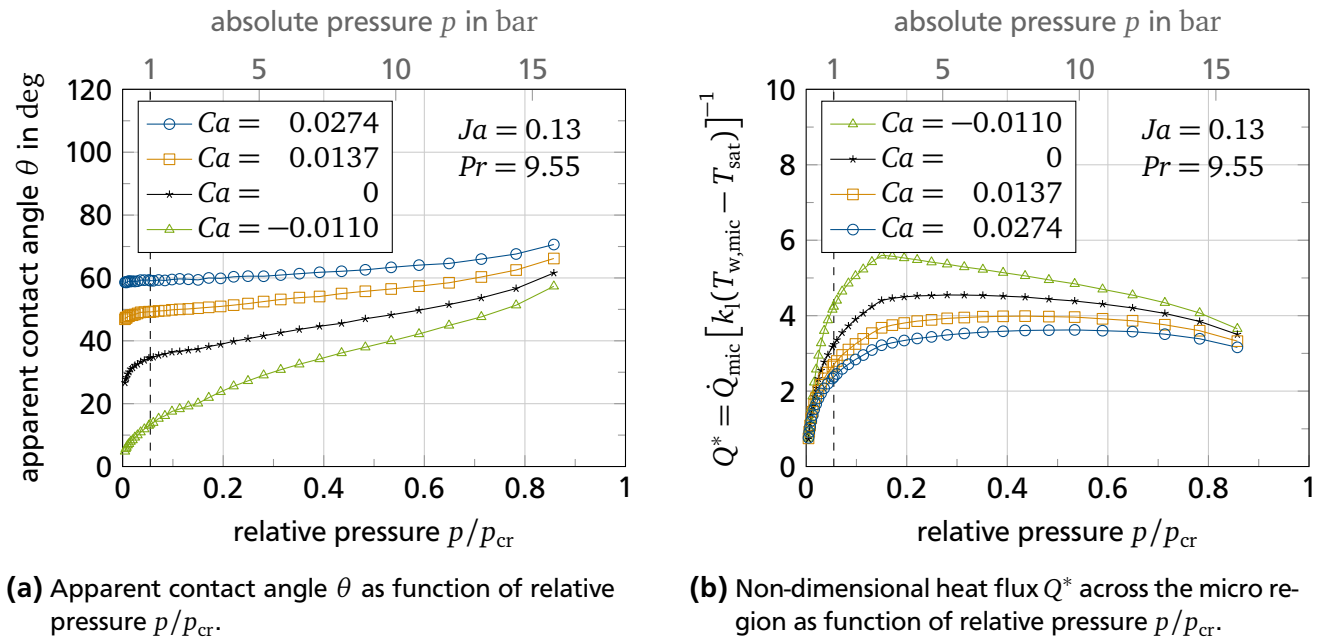 absolute pressure p in bar
1 5 10 15
120
100
80
60
40
20
0
apparent contact angle θ in deg
Ca = 0.0274
Ca = 0.0137
Ca = 0
Ca = −0.0110
Ja = 0.13
Pr = 9.55
0 0.2 0.4 0.6 0.8 1
relative pressure p/p_cr
(a) Apparent contact angle θ as function of relative
pressure p/p_cr.
absolute pressure p in bar
1 5 10 15
10
8
6
4
2
0
Q* = Q̇_mic [k_l(T_w,mic − T_sat)]⁻¹
Ca = −0.0110
Ca = 0
Ca = 0.0137
Ca = 0.0274
Ja = 0.13
Pr = 9.55
0 0.2 0.4 0.6 0.8 1
relative pressure p/p_cr
(b) Non-dimensional heat flux Q* across the micro re-
gion as function of relative pressure p/p_cr.